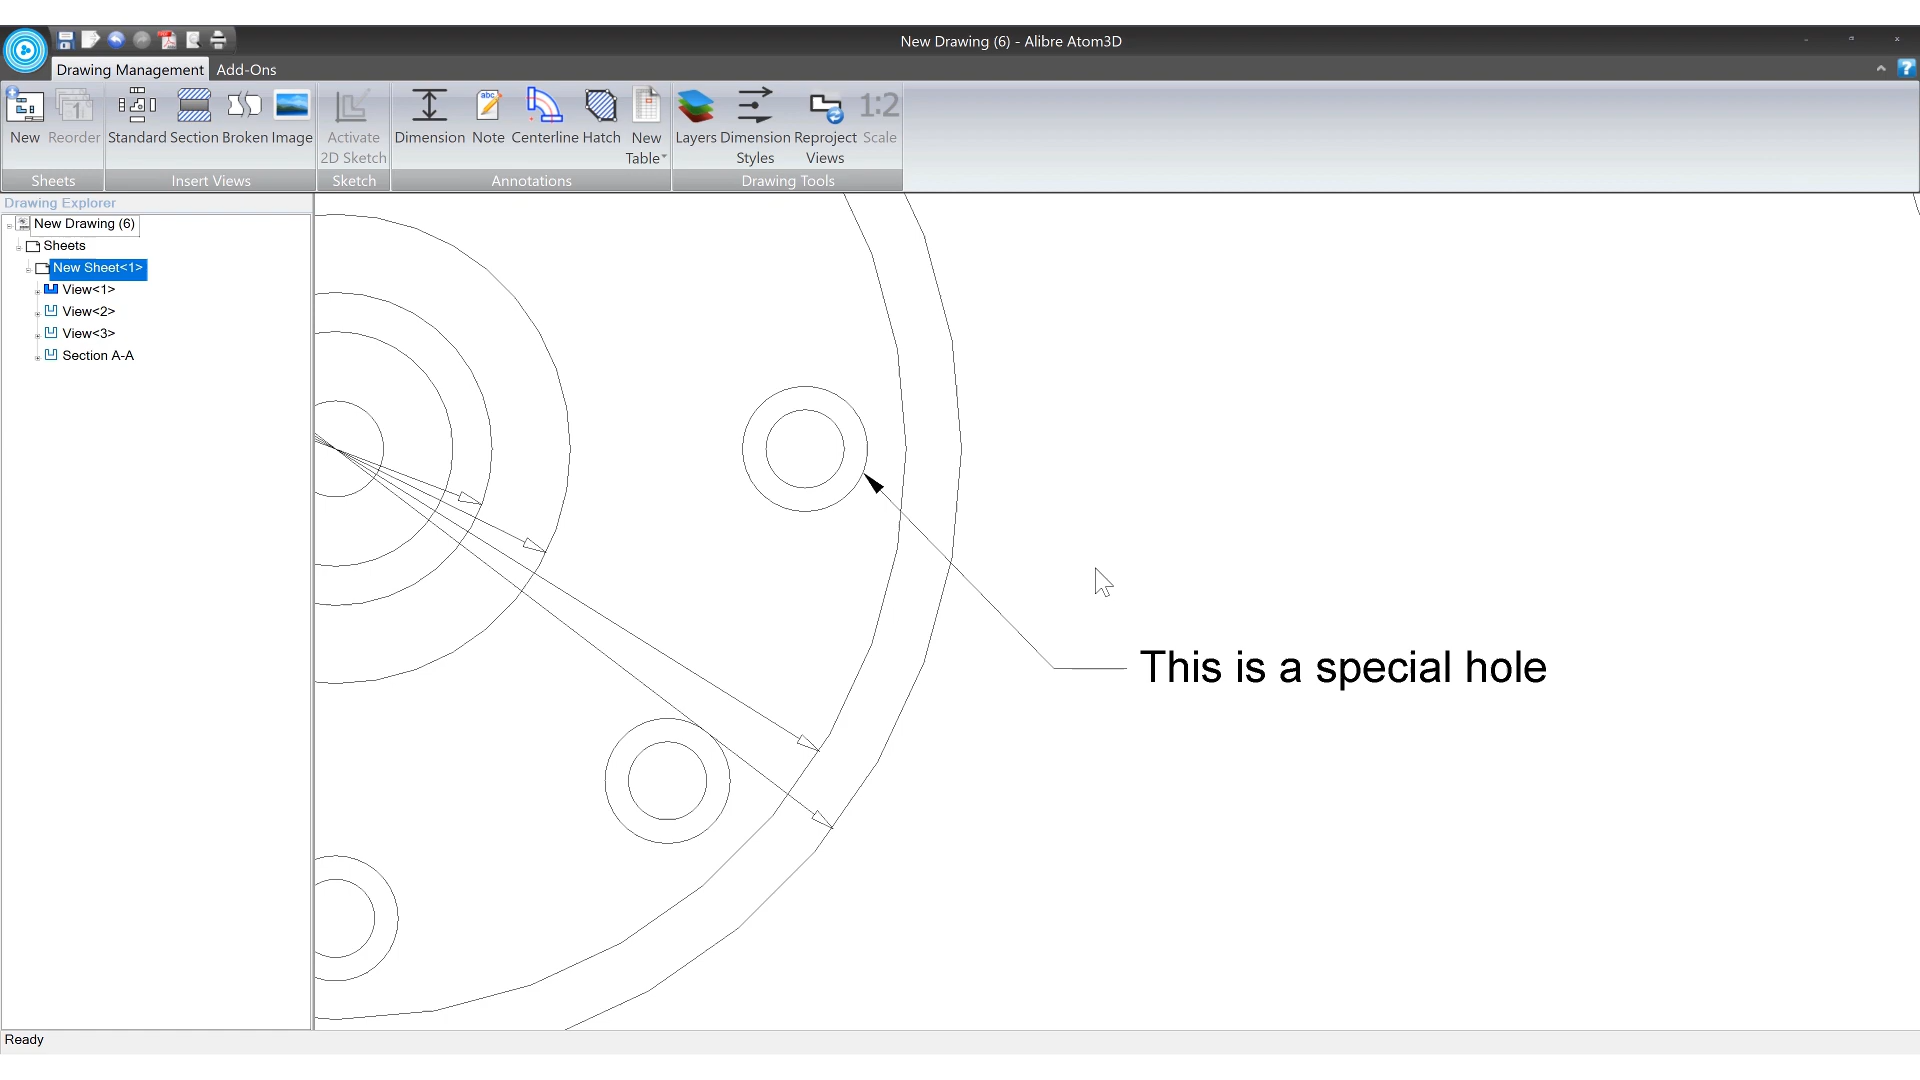 New Drawing (6) - Alibre Atom3D
Drawing Management Add-Ons
New Reorder Standard Section Broken Image Activate 2D Sketch Dimension Note Centerline Hatch New Table Layers Dimension Styles Reproject Views 1:2 Scale
Sheets Insert Views Sketch Annotations Drawing Tools
Drawing Explorer
New Drawing (6)
Sheets
New Sheet<1>
View<1>
View<2>
View<3>
Section A-A
This is a special hole
Ready